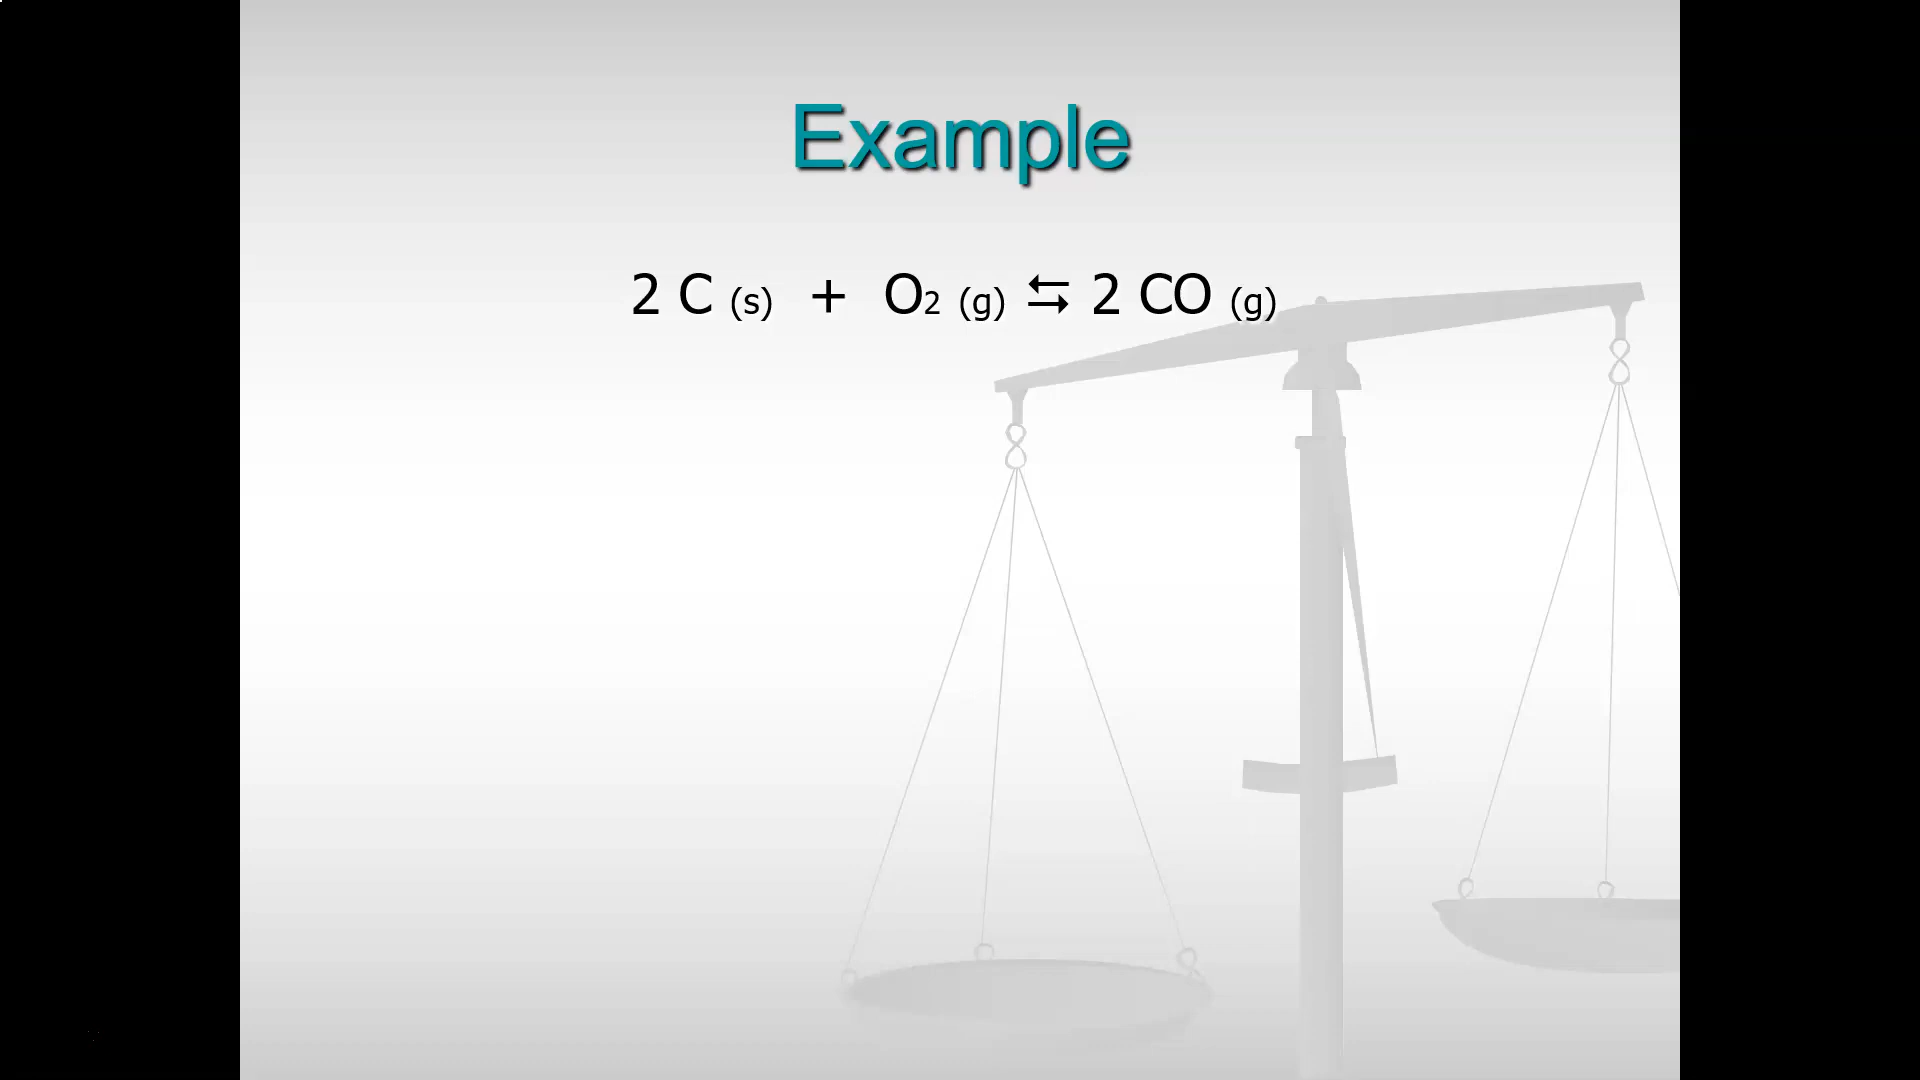 Example
2 C (s) + O2 (g) ⇆ 2 CO (g)